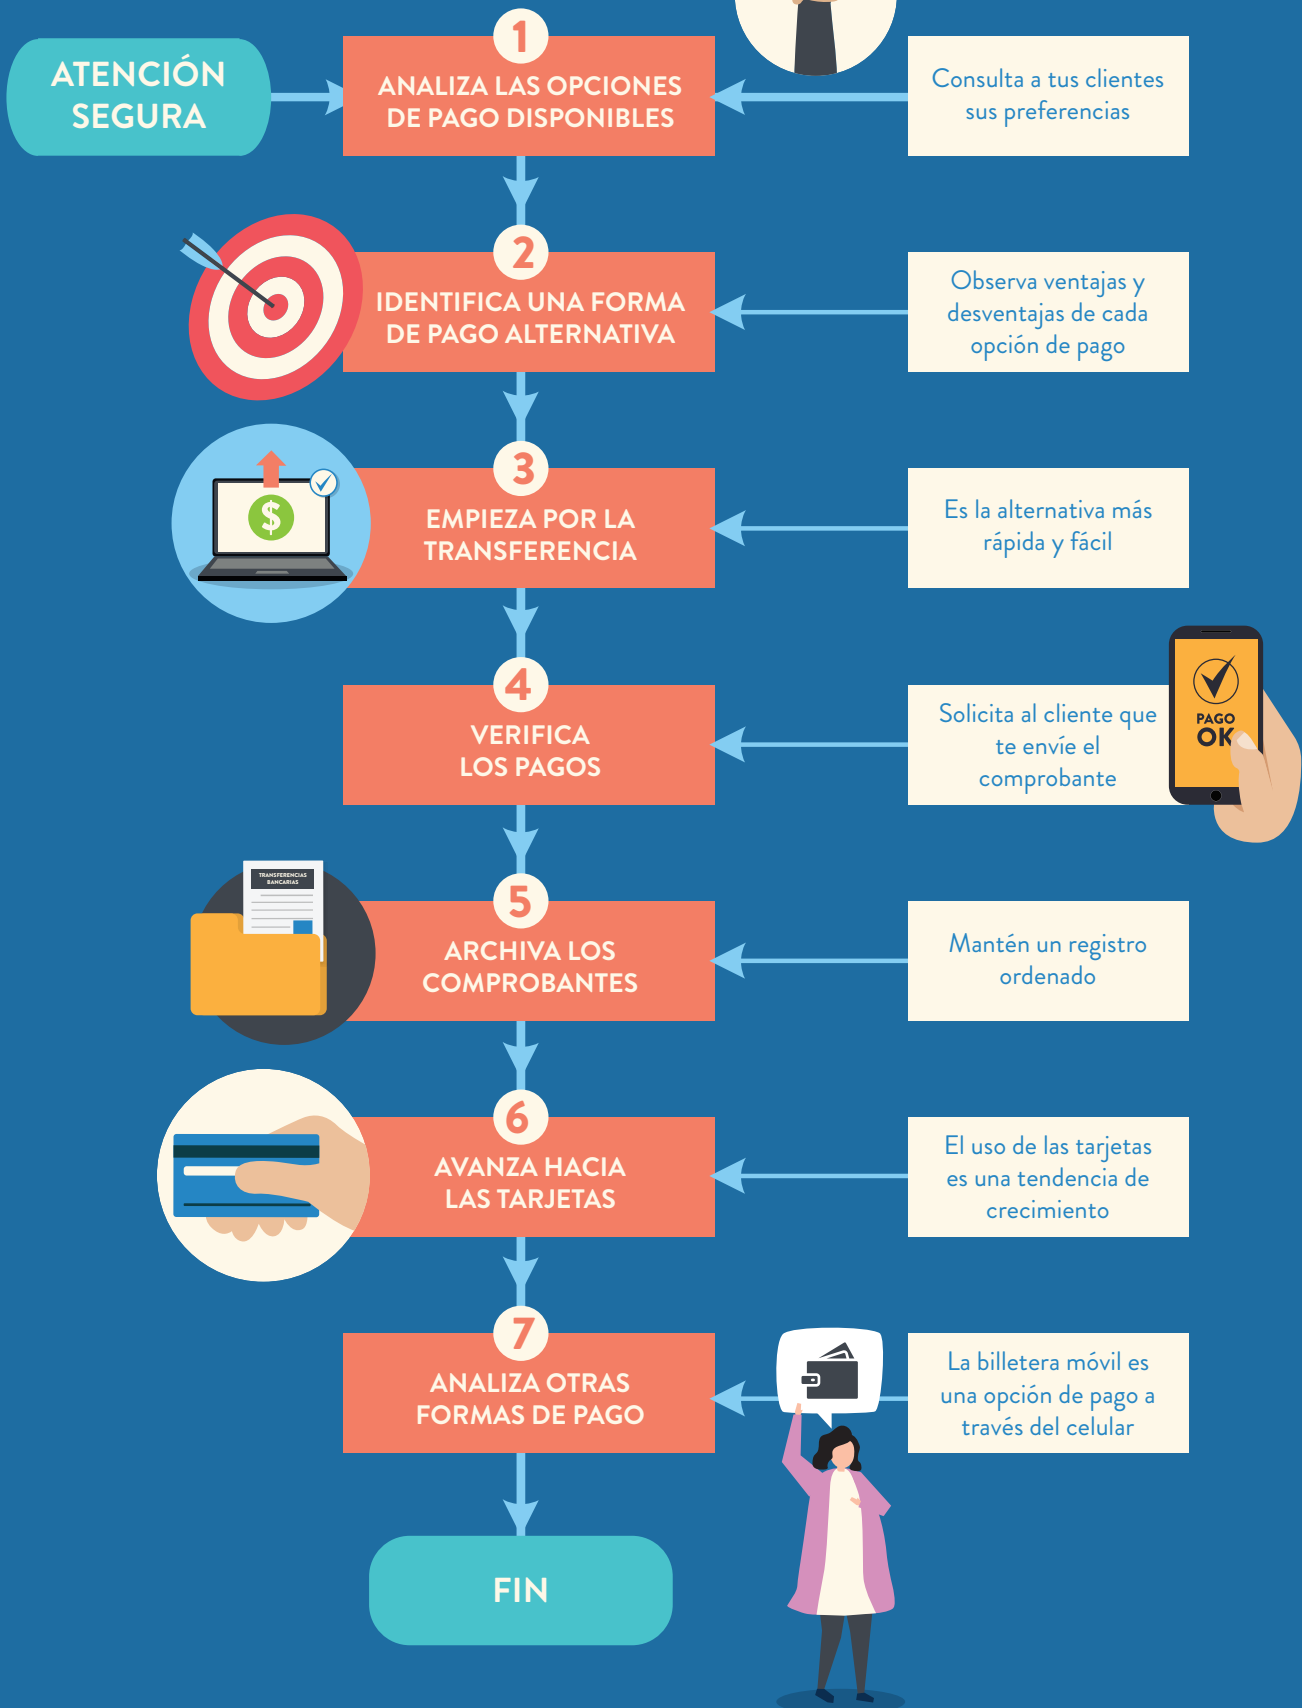 ATENCIÓN
SEGURA
1
ANALIZA LAS OPCIONES
DE PAGO DISPONIBLES
Consulta a tus clientes
sus preferencias
2
IDENTIFICA UNA FORMA
DE PAGO ALTERNATIVA
Observa ventajas y
desventajas de cada
opción de pago
3
EMPIEZA POR LA
TRANSFERENCIA
$
Es la alternativa más
rápida y fácil
4
VERIFICA
LOS PAGOS
Solicita al cliente que
te envíe el
comprobante
PAGO
OK
5
ARCHIVA LOS
COMPROBANTES
TRANSFERENCIAS
BANCARIAS
Mantén un registro
ordenado
6
AVANZA HACIA
LAS TARJETAS
El uso de las tarjetas
es una tendencia de
crecimiento
7
ANALIZA OTRAS
FORMAS DE PAGO
La billetera móvil es
una opción de pago a
través del celular
FIN